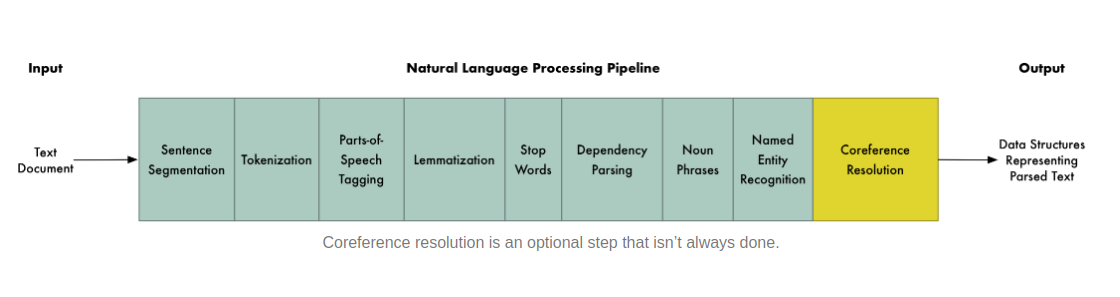 Input
Natural Language Processing Pipeline
Output
Text
Document
Sentence
Segmentation
Tokenization
Parts-of-
Speech
Tagging
Lemmatization
Stop
Words
Dependency
Parsing
Noun
Phrases
Named
Entity
Recognition
Coreference
Resolution
Data Structures
Representing
Parsed Text
Coreference resolution is an optional step that isn’t always done.